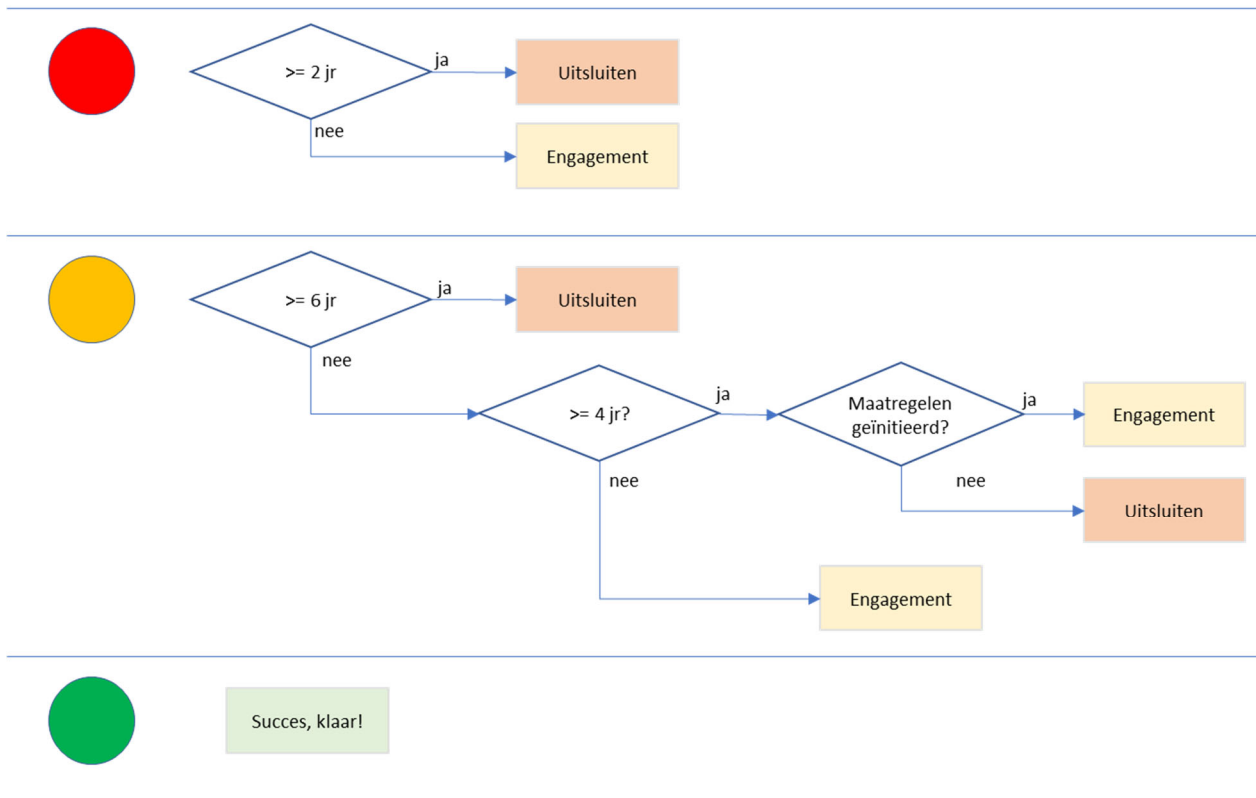 >= 2 jr
ja
Uitsluiten
nee
Engagement
>= 6 jr
ja
Uitsluiten
nee
>= 4 jr?
ja
Maatregelen
geïnitieerd?
ja
Engagement
nee
nee
Uitsluiten
Engagement
Succes, klaar!